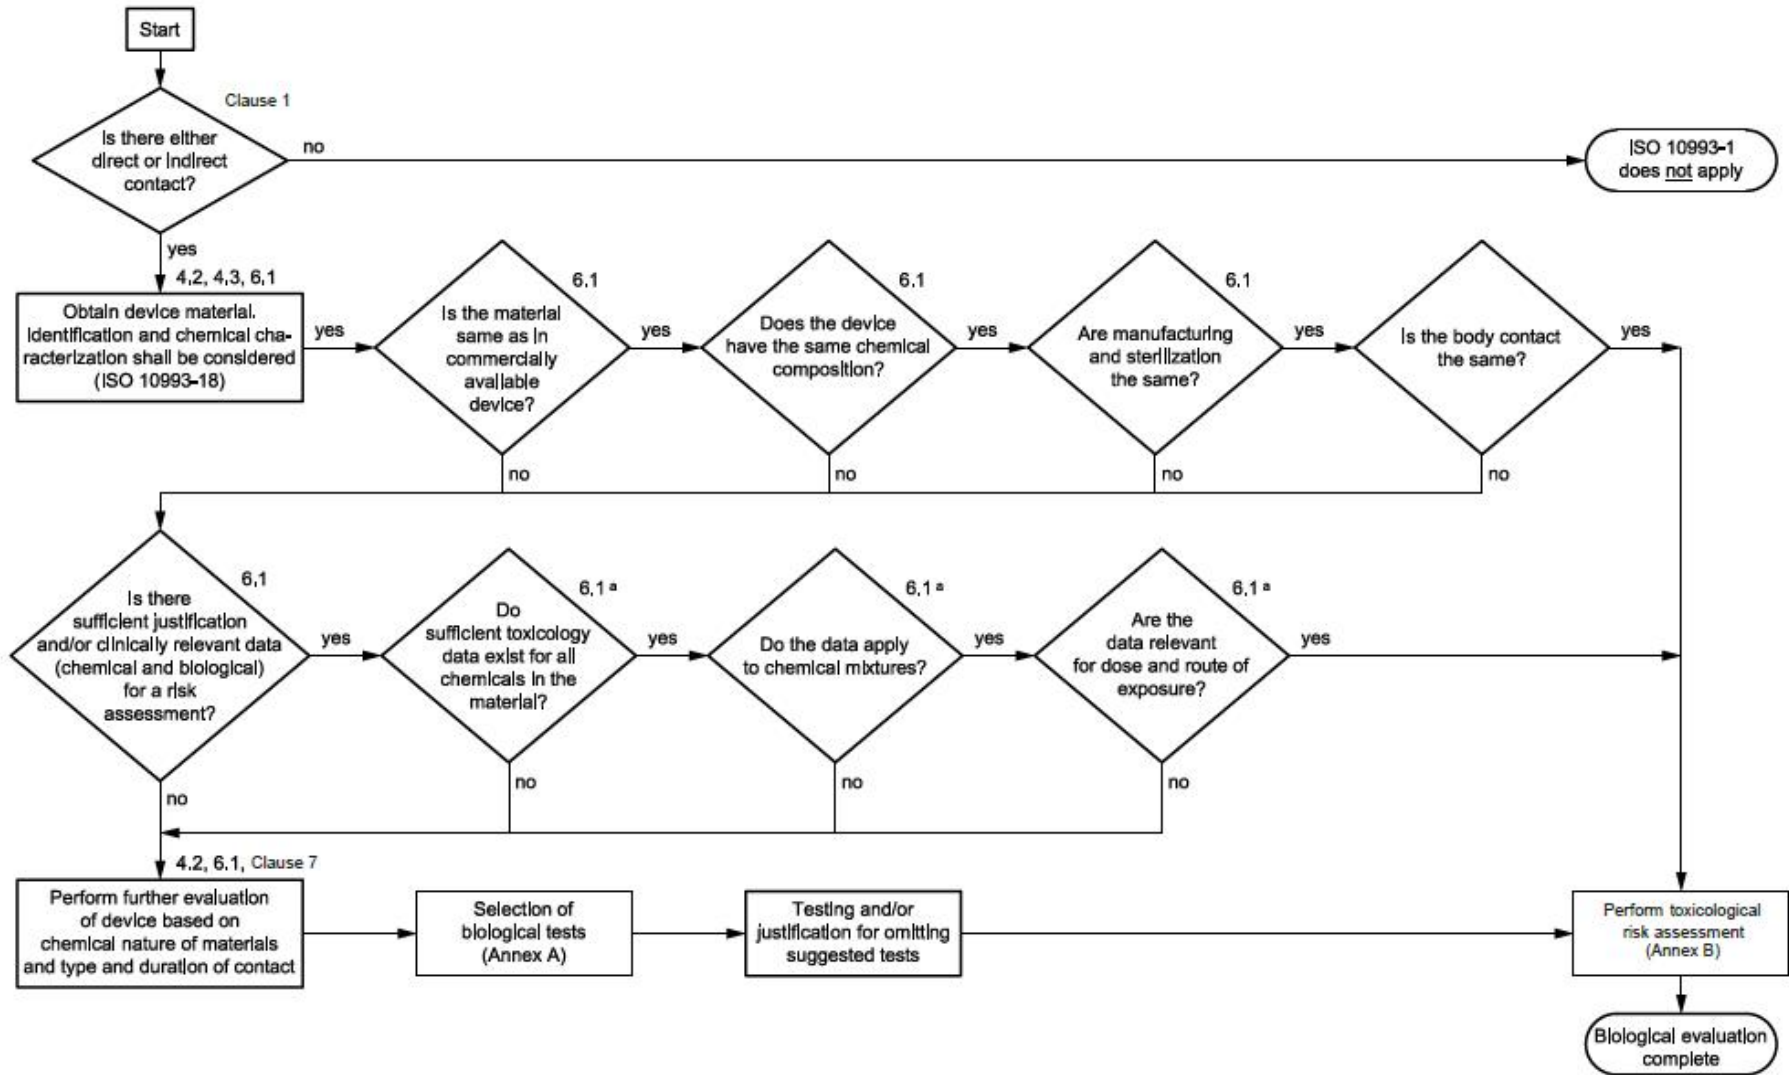 Start
Clause 1
Is there either
direct or indirect
contact?
no
ISO 10993-1
does not apply
yes
4.2, 4.3, 6.1
Obtain device material.
Identification and chemical cha-
racterization shall be considered
(ISO 10993-18)
yes
6.1
Is the material
same as in
commercially
available
device?
yes
6.1
Does the device
have the same chemical
composition?
yes
6.1
Are manufacturing
and sterilization
the same?
yes
Is the body contact
the same?
yes
no
no
no
no
6.1
Is there
sufficient justification
and/or clinically relevant data
(chemical and biological)
for a risk
assessment?
yes
6.1 a
Do
sufficient toxicology
data exist for all
chemicals in the
material?
yes
6.1 a
Do the data apply
to chemical mixtures?
yes
6.1 a
Are the
data relevant
for dose and route of
exposure?
yes
no
no
no
no
4.2, 6.1, Clause 7
Perform further evaluation
of device based on
chemical nature of materials
and type and duration of contact
Selection of
biological tests
(Annex A)
Testing and/or
justification for omitting
suggested tests
Perform toxicological
risk assessment
(Annex B)
Biological evaluation
complete